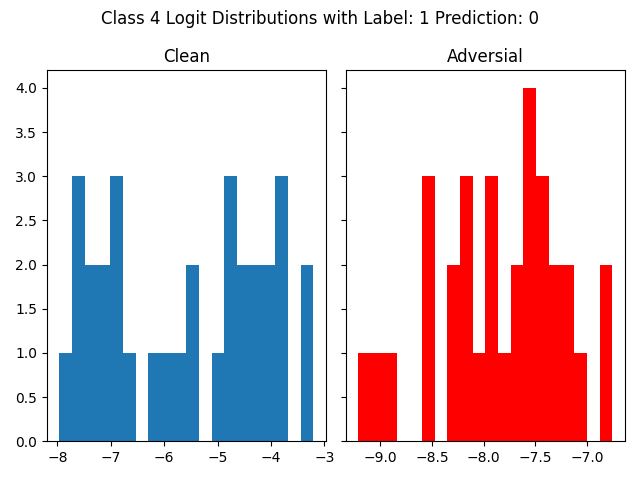 Class 4 Logit Distributions with Label: 1 Prediction: 0
Clean
Adversial
4.0
3.5
3.0
2.5
2.0
1.5
1.0
0.5
0.0
−8 −7 −6 −5 −4 −3
−9.0 −8.5 −8.0 −7.5 −7.0